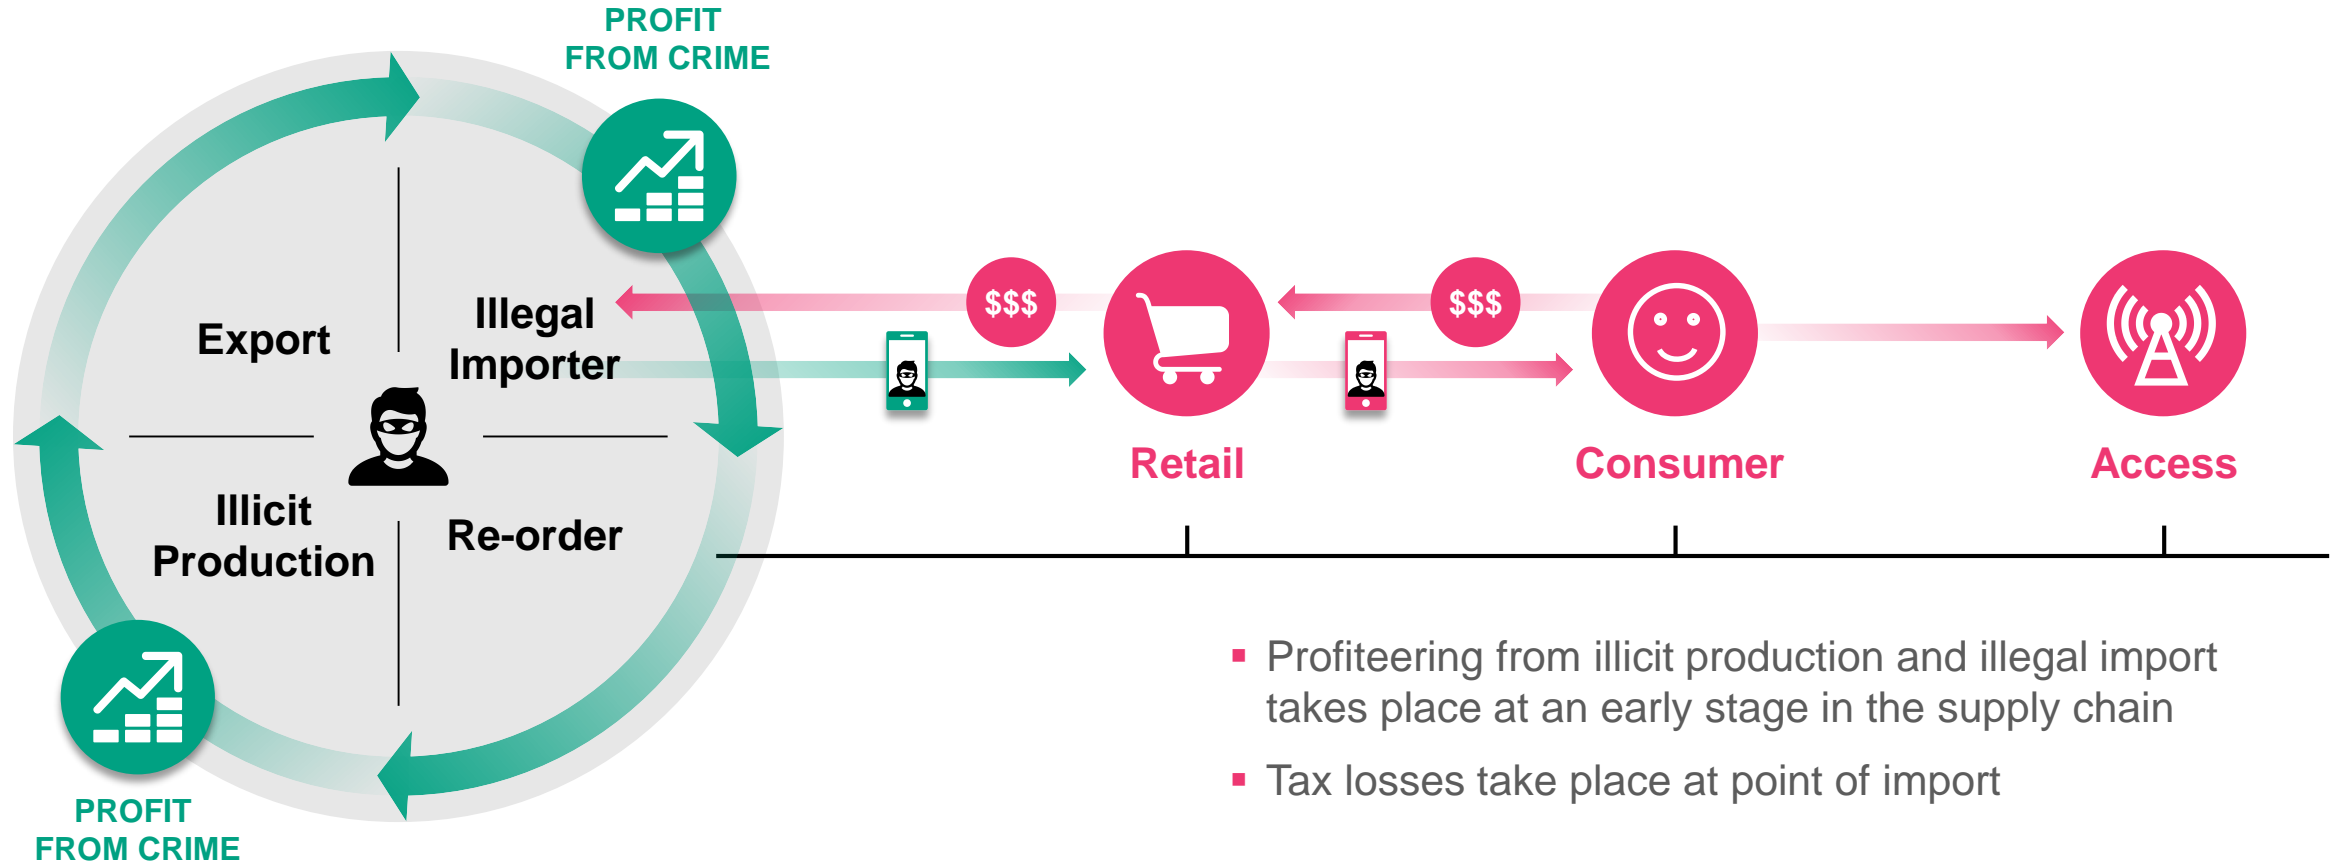 PROFIT
FROM CRIME
Export
Illegal
Importer
Illicit
Production
Re-order
PROFIT
FROM CRIME
$$$
$$$
Retail
Consumer
Access
Profiteering from illicit production and illegal import
takes place at an early stage in the supply chain
Tax losses take place at point of import